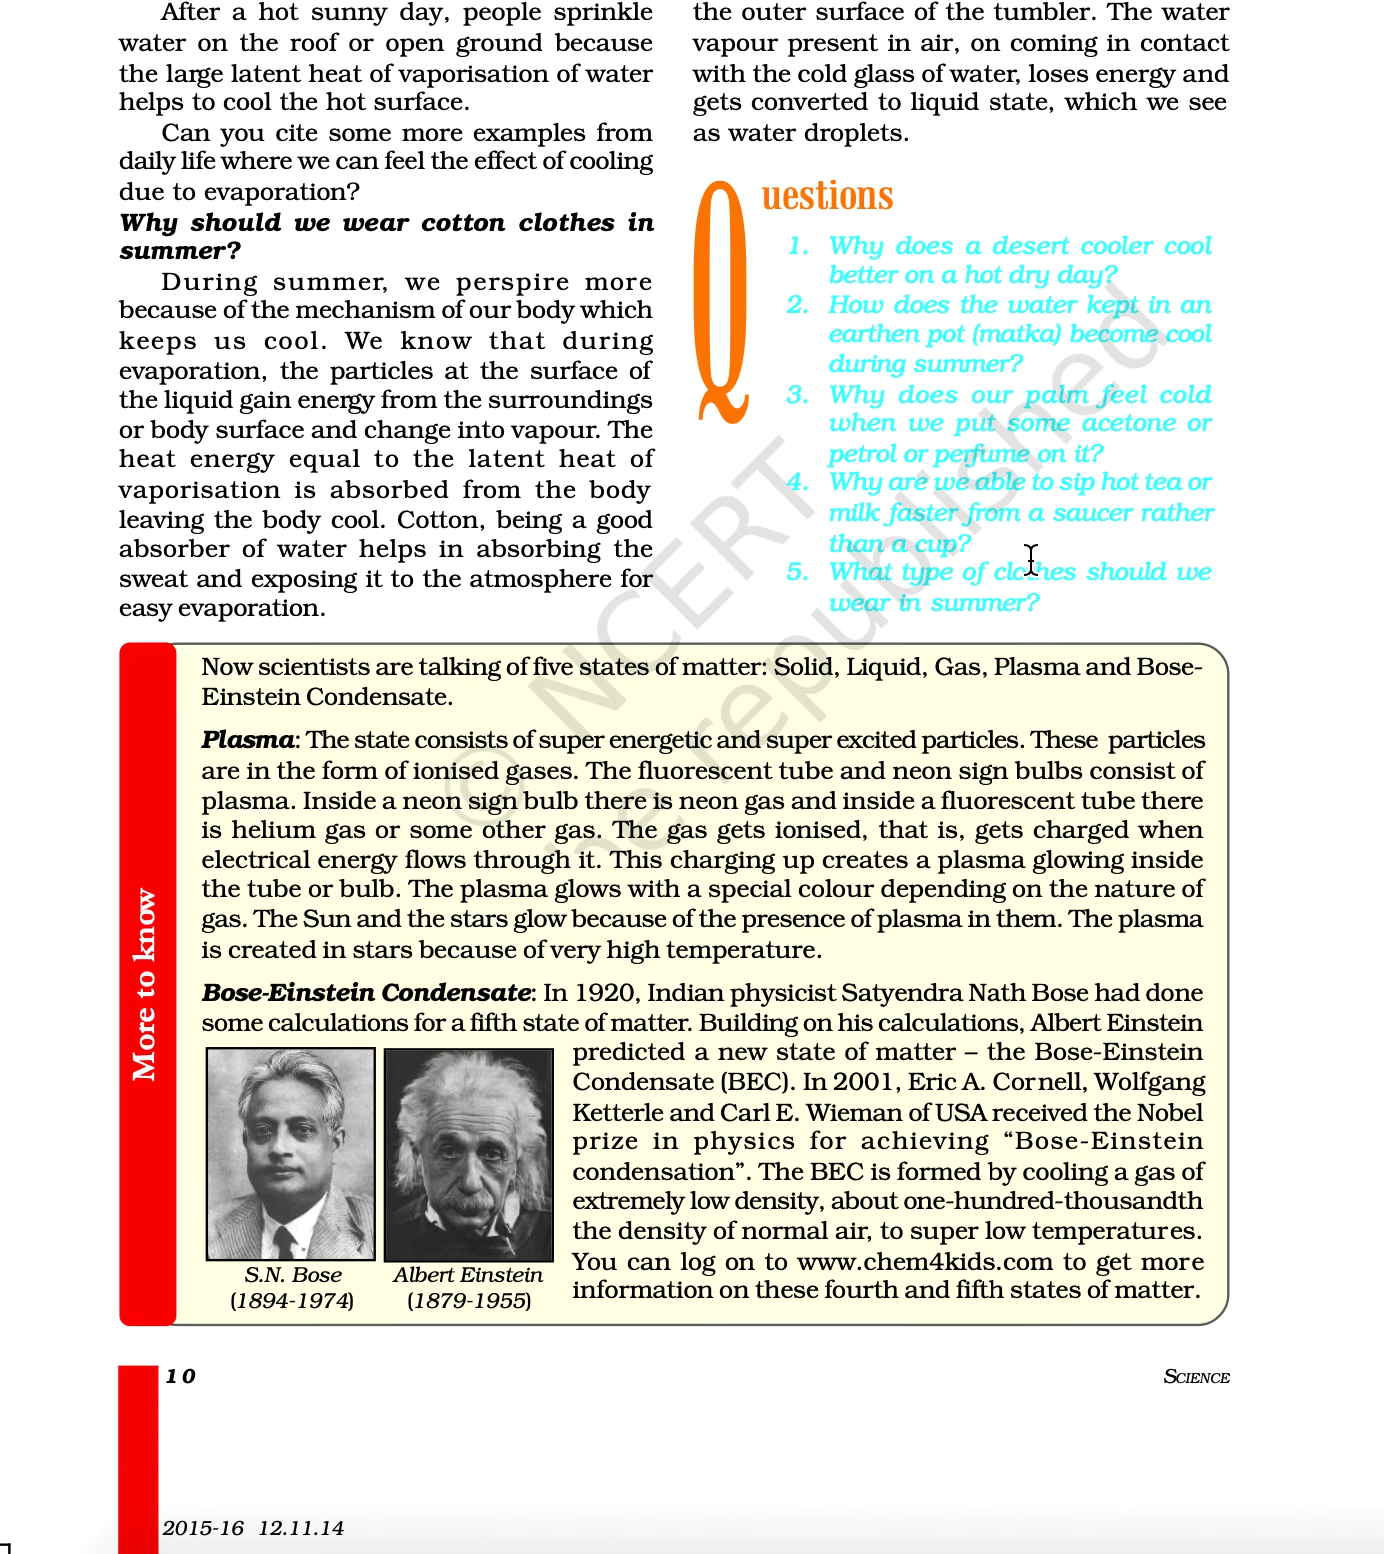 After a hot sunny day, people sprinkle
water on the roof or open ground because
the large latent heat of vaporisation of water
helps to cool the hot surface.
Can you cite some more examples from
daily life where we can feel the effect of cooling
due to evaporation?
Why should we wear cotton clothes in
summer?
During summer, we perspire more
because of the mechanism of our body which
keeps us cool. We know that during
evaporation, the particles at the surface of
the liquid gain energy from the surroundings
or body surface and change into vapour. The
heat energy equal to the latent heat of
vaporisation is absorbed from the body
leaving the body cool. Cotton, being a good
absorber of water helps in absorbing the
sweat and exposing it to the atmosphere for
easy evaporation.
the outer surface of the tumbler. The water
vapour present in air, on coming in contact
with the cold glass of water, loses energy and
gets converted to liquid state, which we see
as water droplets.
Questions
1. Why does a desert cooler cool
better on a hot dry day?
2. How does the water kept in an
earthen pot (matka) become cool
during summer?
3. Why does our palm feel cold
when we put some acetone or
petrol or perfume on it?
4. Why are we able to sip hot tea or
milk faster from a saucer rather
than a cup?
5. What type of clothes should we
wear in summer?
© NCERT
be republished
More to know
Now scientists are talking of five states of matter: Solid, Liquid, Gas, Plasma and Bose-
Einstein Condensate.
Plasma: The state consists of super energetic and super excited particles. These particles
are in the form of ionised gases. The fluorescent tube and neon sign bulbs consist of
plasma. Inside a neon sign bulb there is neon gas and inside a fluorescent tube there
is helium gas or some other gas. The gas gets ionised, that is, gets charged when
electrical energy flows through it. This charging up creates a plasma glowing inside
the tube or bulb. The plasma glows with a special colour depending on the nature of
gas. The Sun and the stars glow because of the presence of plasma in them. The plasma
is created in stars because of very high temperature.
Bose-Einstein Condensate: In 1920, Indian physicist Satyendra Nath Bose had done
some calculations for a fifth state of matter. Building on his calculations, Albert Einstein
predicted a new state of matter – the Bose-Einstein
Condensate (BEC). In 2001, Eric A. Cornell, Wolfgang
Ketterle and Carl E. Wieman of USA received the Nobel
prize in physics for achieving “Bose-Einstein
condensation”. The BEC is formed by cooling a gas of
extremely low density, about one-hundred-thousandth
the density of normal air, to super low temperatures.
You can log on to www.chem4kids.com to get more
information on these fourth and fifth states of matter.
S.N. Bose
(1894-1974)
Albert Einstein
(1879-1955)
10
SCIENCE
2015-16 12.11.14